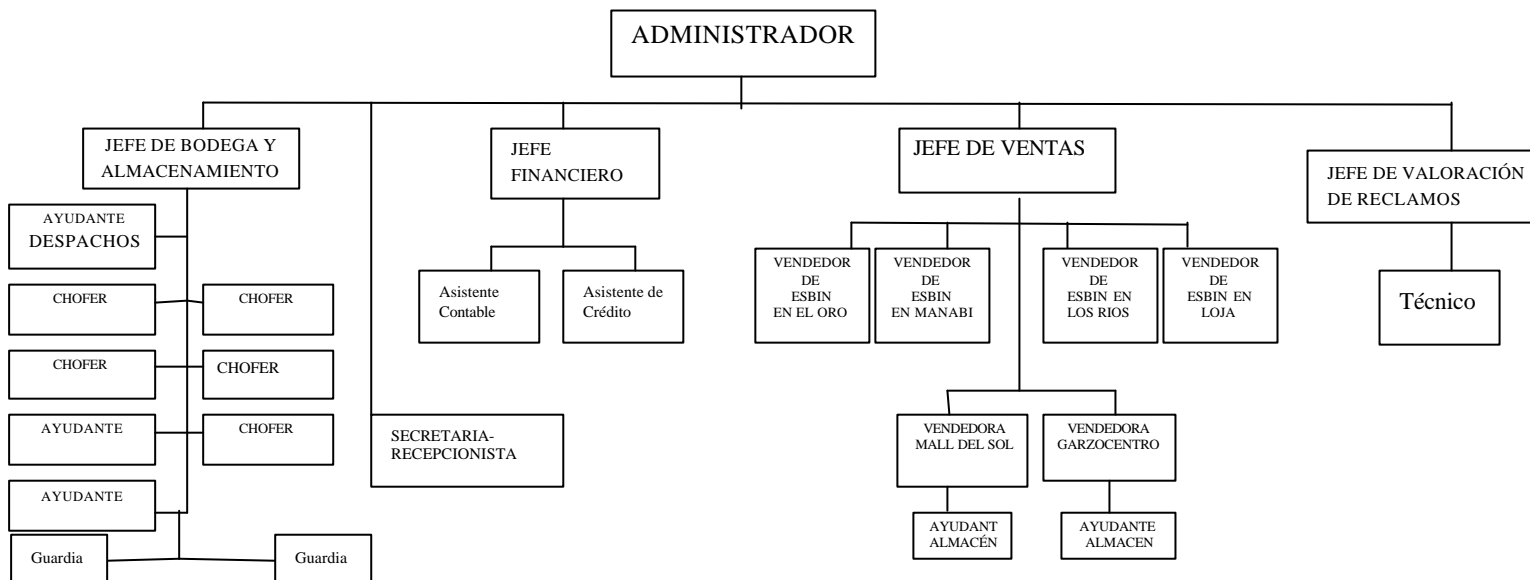 ADMINISTRADOR
JEFE DE BODEGA Y
ALMACENAMIENTO
JEFE
FINANCIERO
JEFE DE VENTAS
JEFE DE VALORACIÓN
DE RECLAMOS
AYUDANTE
DESPACHOS
CHOFER
CHOFER
CHOFER
CHOFER
AYUDANTE
CHOFER
AYUDANTE
Guardia
Guardia
SECRETARIA-
RECEPCIONISTA
Asistente
Contable
Asistente de
Crédito
VENDEDOR
DE
ESBIN
EN EL ORO
VENDEDOR
DE
ESBIN
EN MANABI
VENDEDOR
DE
ESBIN EN
LOS RIOS
VENDEDOR
DE
ESBIN EN
LOJA
Técnico
VENDEDORA
MALL DEL SOL
VENDEDORA
GARZOCENTRO
AYUDANT
ALMACÉN
AYUDANTE
ALMACEN